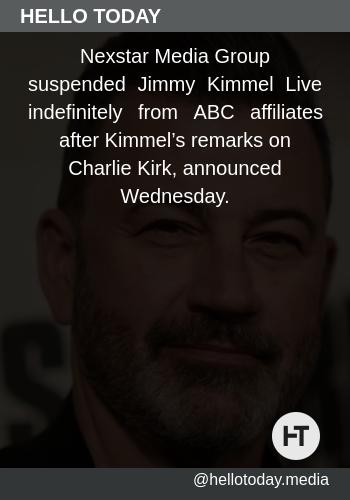 HELLO TODAY
Nexstar Media Group
suspended Jimmy Kimmel Live
indefinitely from ABC affiliates
after Kimmel’s remarks on
Charlie Kirk, announced
Wednesday.
S
HT
@hellotoday.media